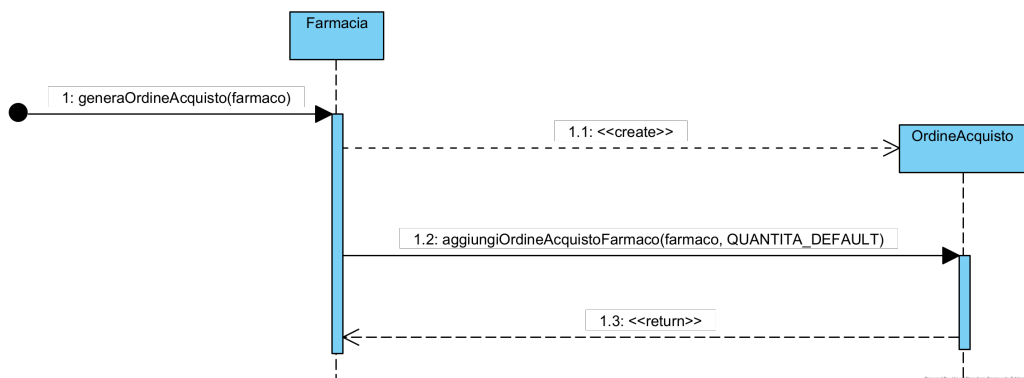 Farmacia
1: generaOrdineAcquisto(farmaco)
1.1: <<create>>
OrdineAcquisto
1.2: aggiungiOrdineAcquistoFarmaco(farmaco, QUANTITA_DEFAULT)
1.3: <<return>>